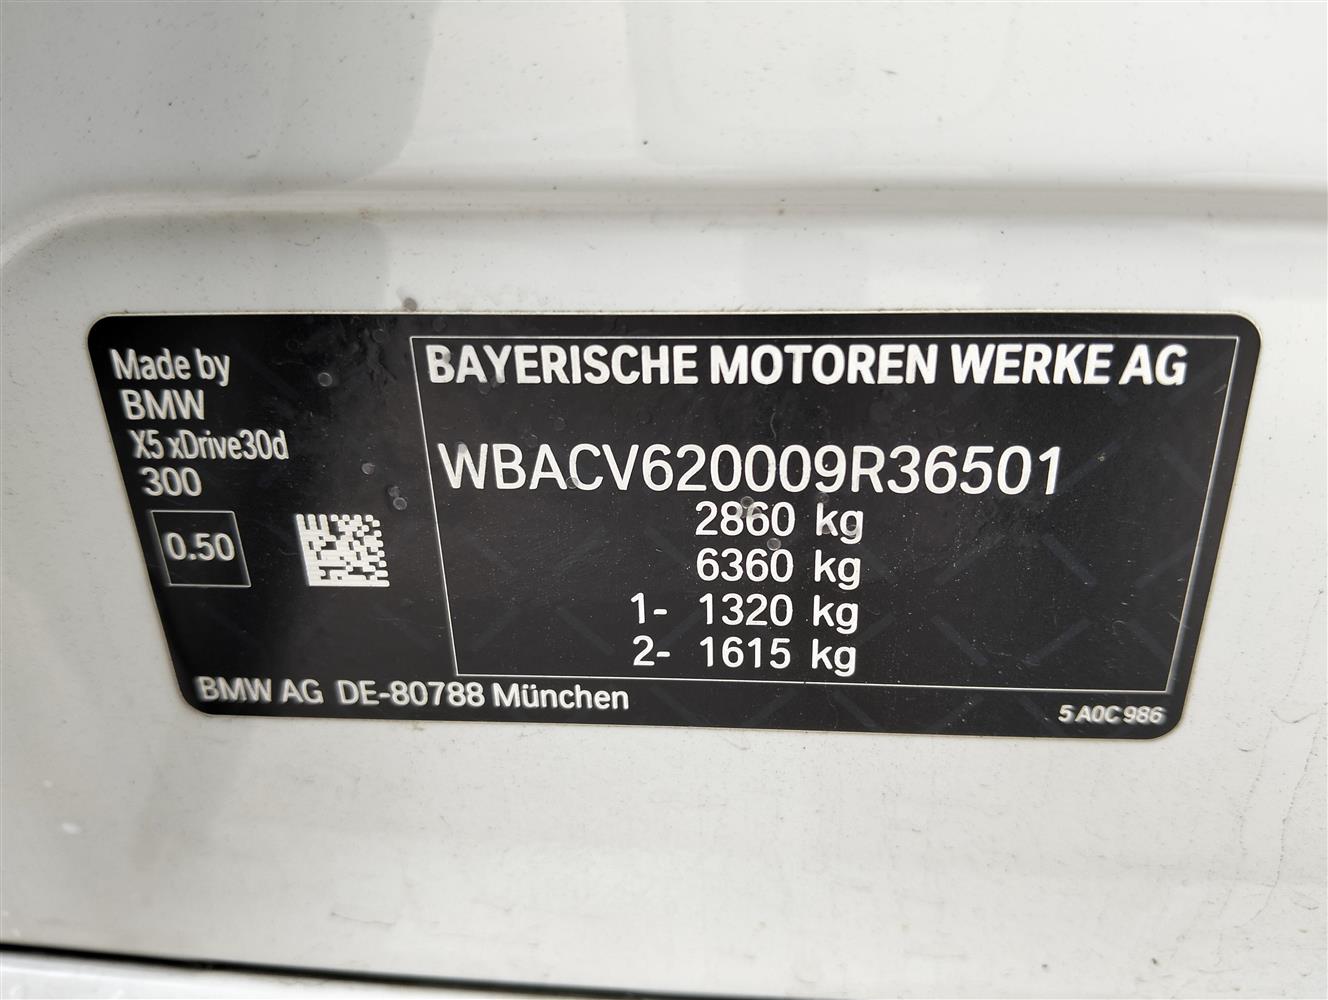 Made by
BMW
X5 xDrive30d
300
0.50
BAYERISCHE MOTOREN WERKE AG
WBACV620009R36501
2860 kg
6360 kg
1- 1320 kg
2- 1615 kg
BMW AG DE-80788 München
5 A0C 986